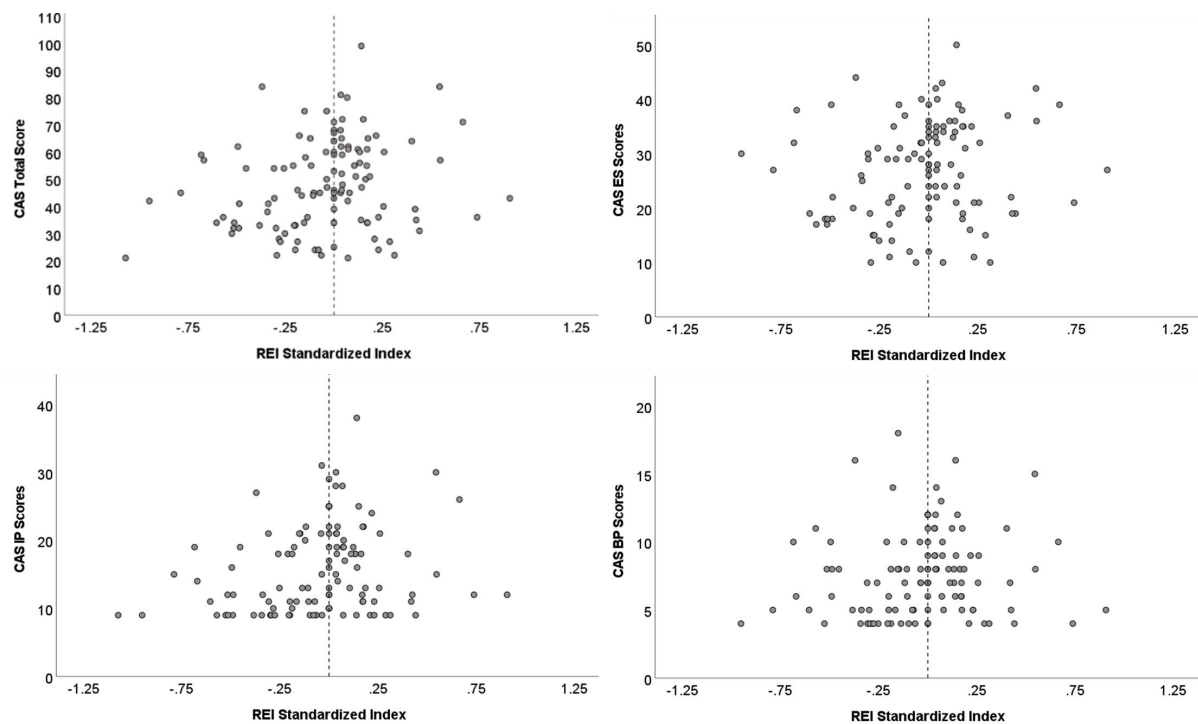 110
100
90
80
70
60
50
40
30
20
10
0
CAS Total Score
-1.25 -.75 -.25 .25 .75 1.25
REI Standardized Index
50
40
30
20
10
0
CAS ES Scores
-1.25 -.75 -.25 .25 .75 1.25
REI Standardized Index
40
30
20
10
0
CAS IP Scores
-1.25 -.75 -.25 .25 .75 1.25
REI Standardized Index
20
15
10
5
0
CAS BP Scores
-1.25 -.75 -.25 .25 .75 1.25
REI Standardized Index